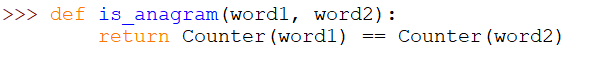 >>> def is_anagram(word1, word2):
        return Counter(word1) == Counter(word2)